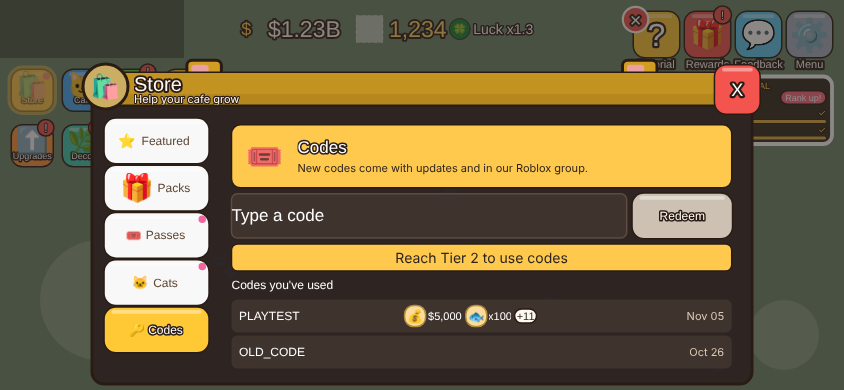 $ $1.23B 1,234 Luck x1.3
?
!
Rewards
Feedback
Menu
Store
Help your cafe grow
X
Store
Rank up!
Upgrades
Featured
Packs
Passes
Cats
Codes
Codes
New codes come with updates and in our Roblox group.
Type a code
Redeem
Reach Tier 2 to use codes
Codes you've used
PLAYTEST $5,000 x100 +11 Nov 05
OLD_CODE Oct 26